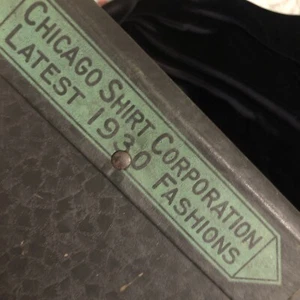 CHICAGO SHIRT CORPORATION
LATEST 1930 FASHIONS